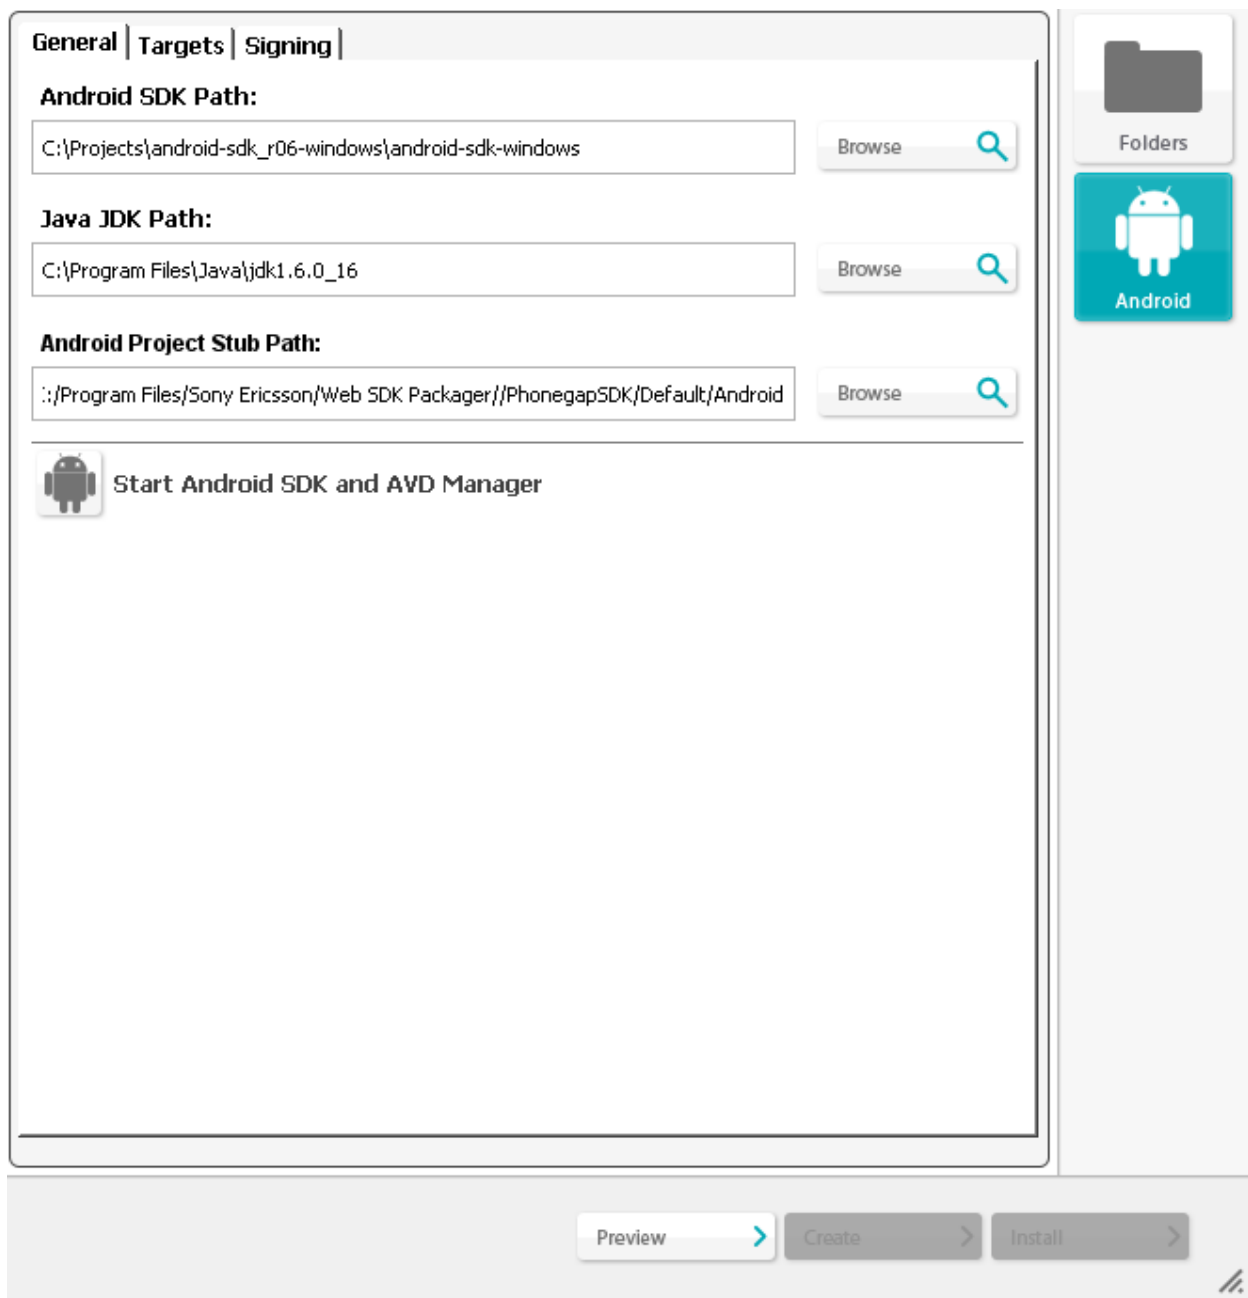 General | Targets | Signing |
Android SDK Path:
C:\Projects\android-sdk_r06-windows\android-sdk-windows
Browse
Folders
Java JDK Path:
C:\Program Files\Java\jdk1.6.0_16
Browse
Android
Android Project Stub Path:
:/Program Files/Sony Ericsson/Web SDK Packager//PhonegapSDK/Default/Android
Browse
Start Android SDK and AVD Manager
Preview
Create
Install